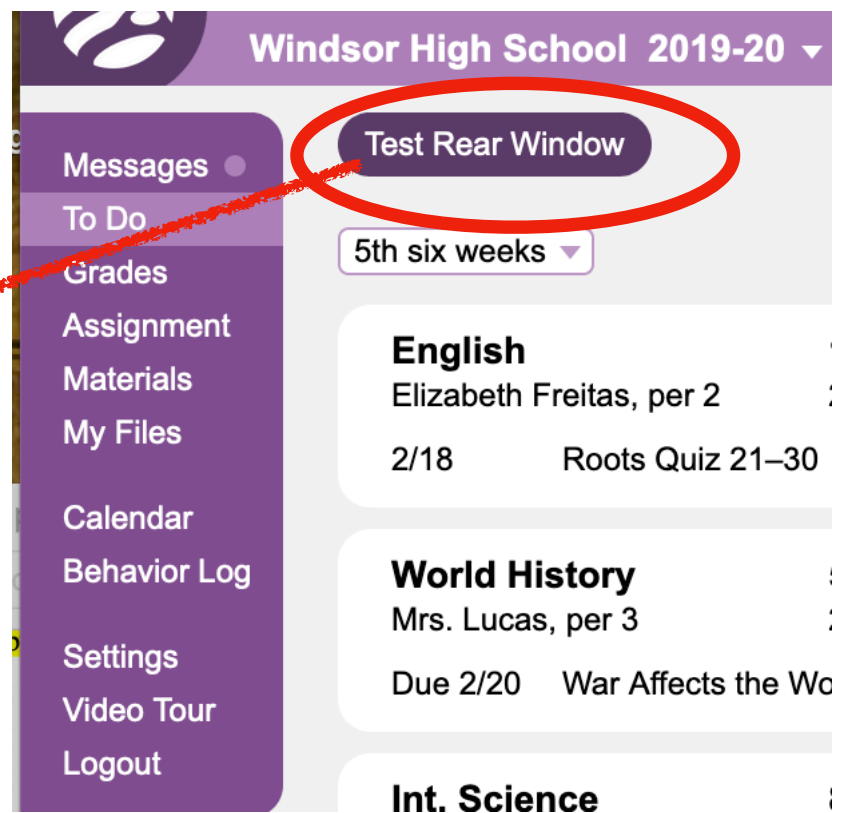 Windsor High School 2019-20
Test Rear Window
Messages
To Do
Grades
Assignment
Materials
My Files
Calendar
Behavior Log
Settings
Video Tour
Logout
5th six weeks
English
Elizabeth Freitas, per 2
2/18 Roots Quiz 21–30
World History
Mrs. Lucas, per 3
Due 2/20 War Affects the
Int. Science